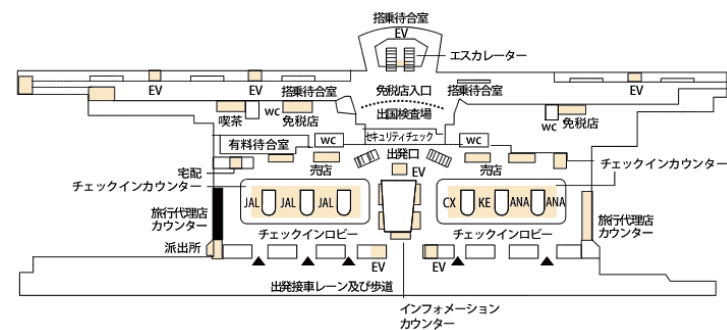 搭乗待合室
EV
エスカレーター
搭乗待合室
免税店入口
搭乗待合室
EV
EV
EV
EV
出国検査場
喫茶
WC
免税店
WC
免税店
セキュリティチェック
有料待合室
WC
WC
出発口
宅配
売店
EV
売店
チェックインカウンター
チェックインカウンター
JAL
JAL
JAL
CX
KE
ANA
ANA
旅行代理店
カウンター
旅行代理店
カウンター
チェックインロビー
チェックインロビー
派出所
EV
EV
出発接車レーン及び歩道
インフォメーション
カウンター